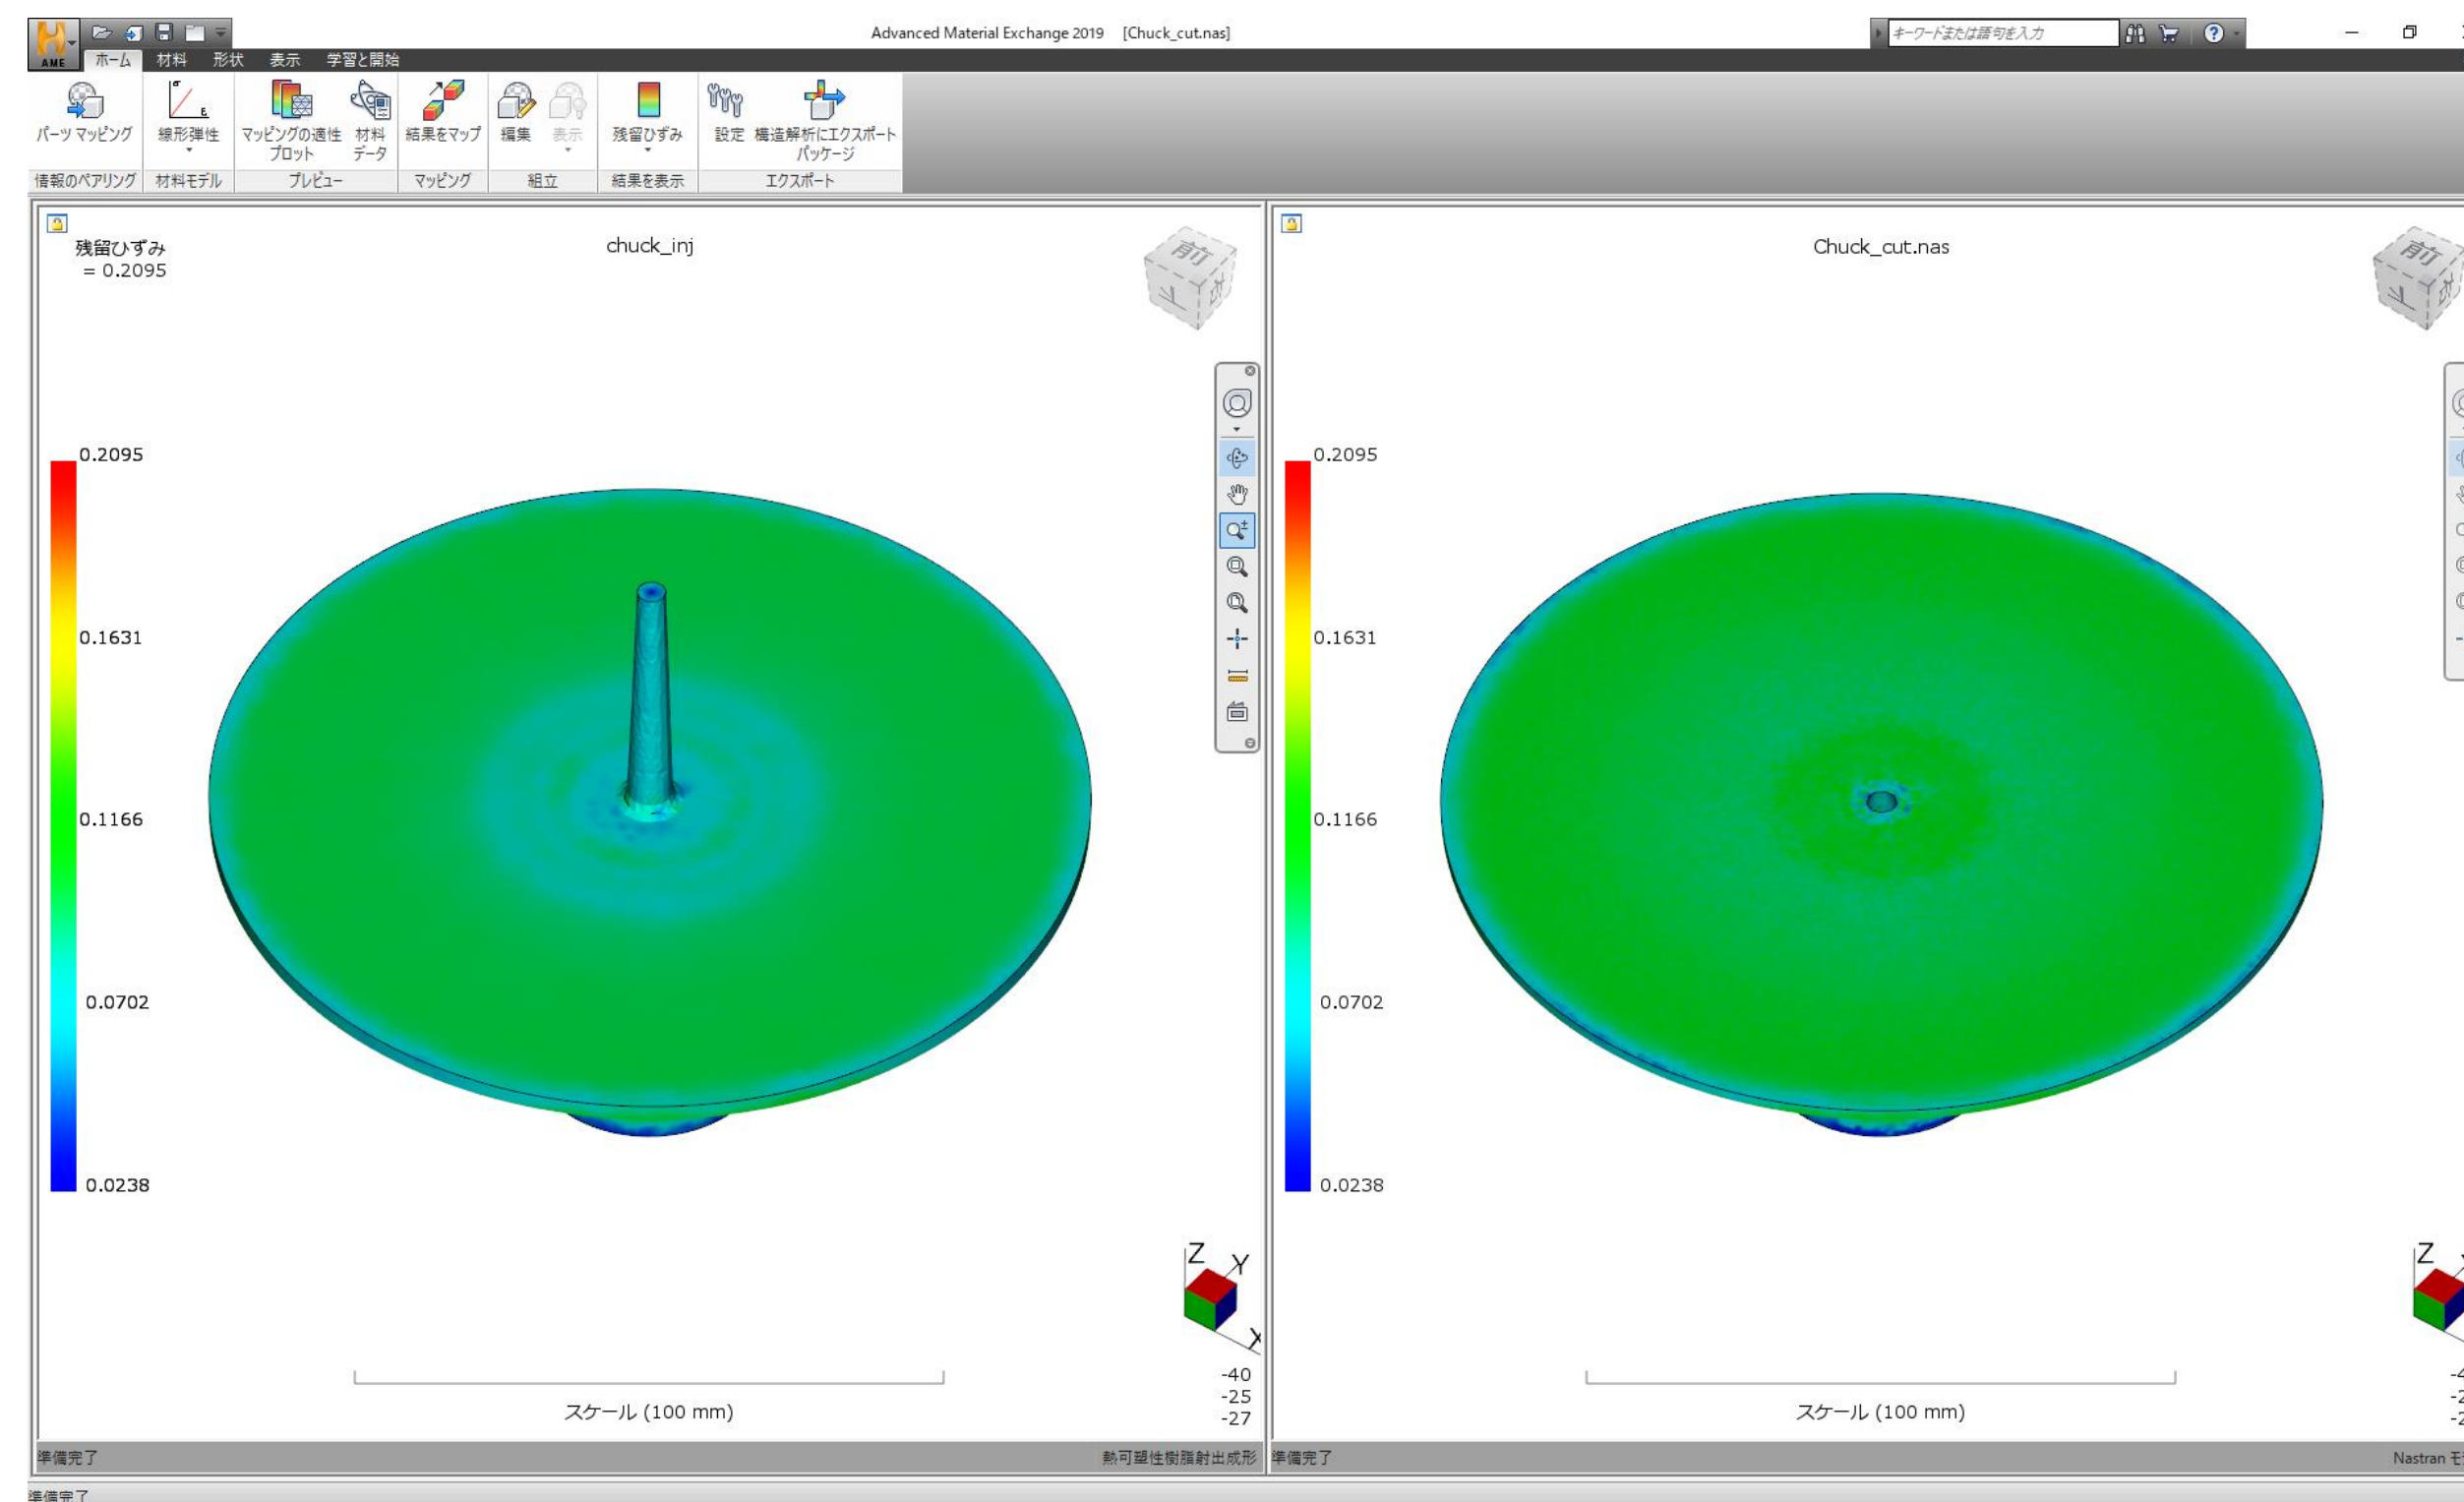 Advanced Material Exchange 2019 [Chuck_cut.nas]
キーワードまたは語句を入力
AME
ホーム 材料 形状 表示 学習と開始
σ
ε
パーツ マッピング 線形弾性 マッピングの適性 材料 結果をマップ 編集 表示 残留ひずみ 設定 構造解析にエクスポート
プロット データ パッケージ
情報のペアリング 材料モデル プレビュー マッピング 組立 結果を表示 エクスポート
残留ひずみ
= 0.2095
chuck_inj
前
下
右
0.2095
0.1631
0.1166
0.0702
0.0238
Z
Y
X
-40
-25
-27
スケール (100 mm)
準備完了
熱可塑性樹脂射出成形
Chuck_cut.nas
前
下
右
0.2095
0.1631
0.1166
0.0702
0.0238
Z
スケール (100 mm)
準備完了
Nastran
準備完了